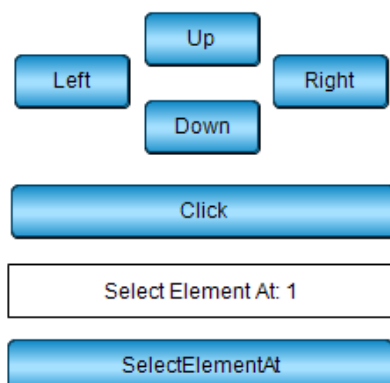 Up
Left
Right
Down
Click
Select Element At: 1
SelectElementAt